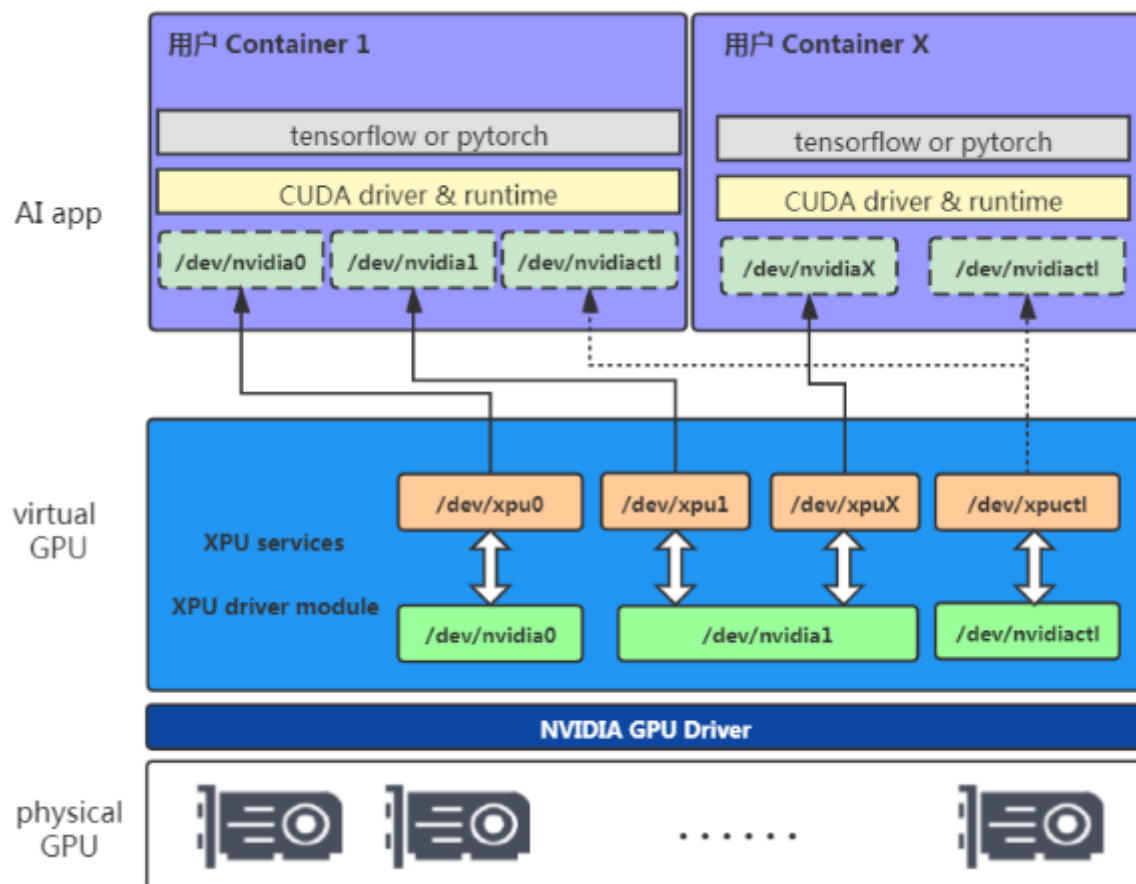 用户 Container 1
用户 Container X
tensorflow or pytorch
tensorflow or pytorch
CUDA driver & runtime
CUDA driver & runtime
AI app
/dev/nvidia0
/dev/nvidia1
/dev/nvidiactl
/dev/nvidiaX
/dev/nvidiactl
virtual
GPU
/dev/xpu0
/dev/xpu1
/dev/xpuX
/dev/xpuctl
XPU services
XPU driver module
/dev/nvidia0
/dev/nvidia1
/dev/nvidiactl
NVIDIA GPU Driver
physical
GPU
......